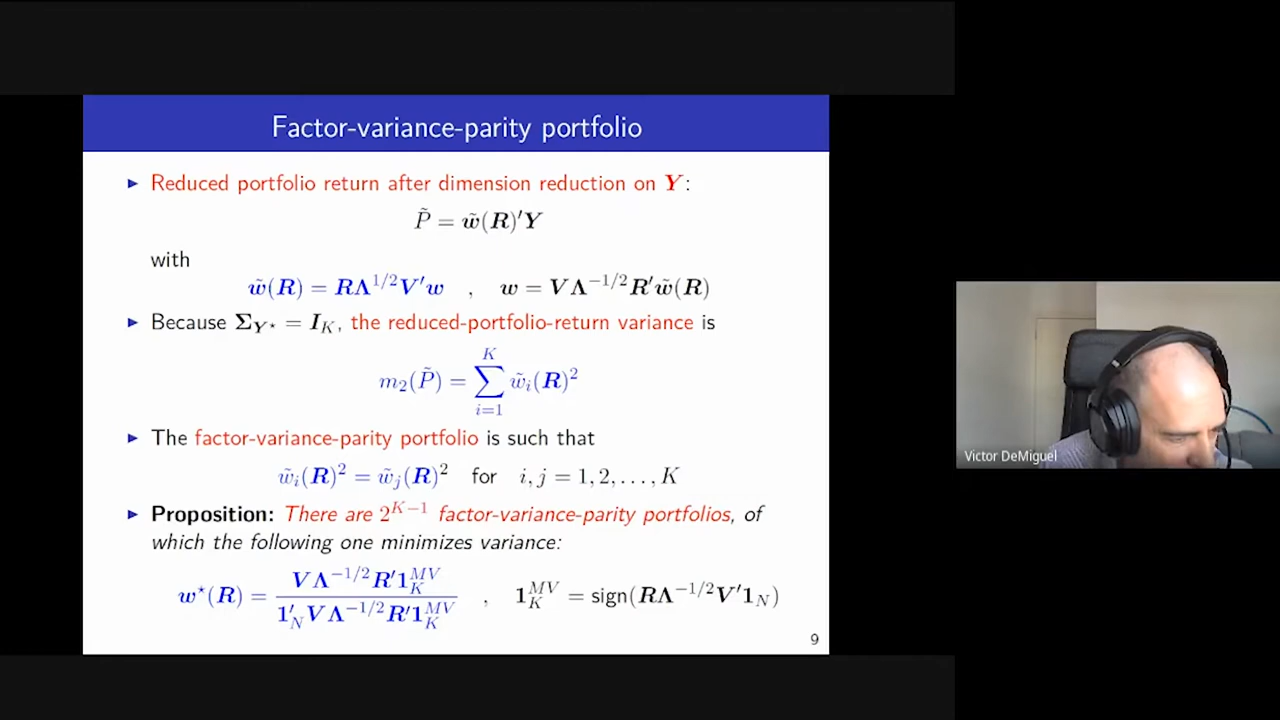 Factor-variance-parity portfolio
▶ Reduced portfolio return after dimension reduction on Y:
P̃ = w̃(R)′Y
with
w̃(R) = RΛ^{1/2}V′w , w = VΛ^{−1/2}R′w̃(R)
▶ Because Σ_{Y⋆} = I_K, the reduced-portfolio-return variance is
m₂(P̃) = ∑_{i=1}^{K} w̃_i(R)²
▶ The factor-variance-parity portfolio is such that
w̃_i(R)² = w̃_j(R)² for i, j = 1, 2, . . . , K
▶ Proposition: There are 2^{K−1} factor-variance-parity portfolios, of
which the following one minimizes variance:
w⋆(R) = VΛ^{−1/2}R′1_K^{MV} / 1′_N VΛ^{−1/2}R′1_K^{MV} , 1_K^{MV} = sign(RΛ^{−1/2}V′1_N)
9
Victor DeMiguel